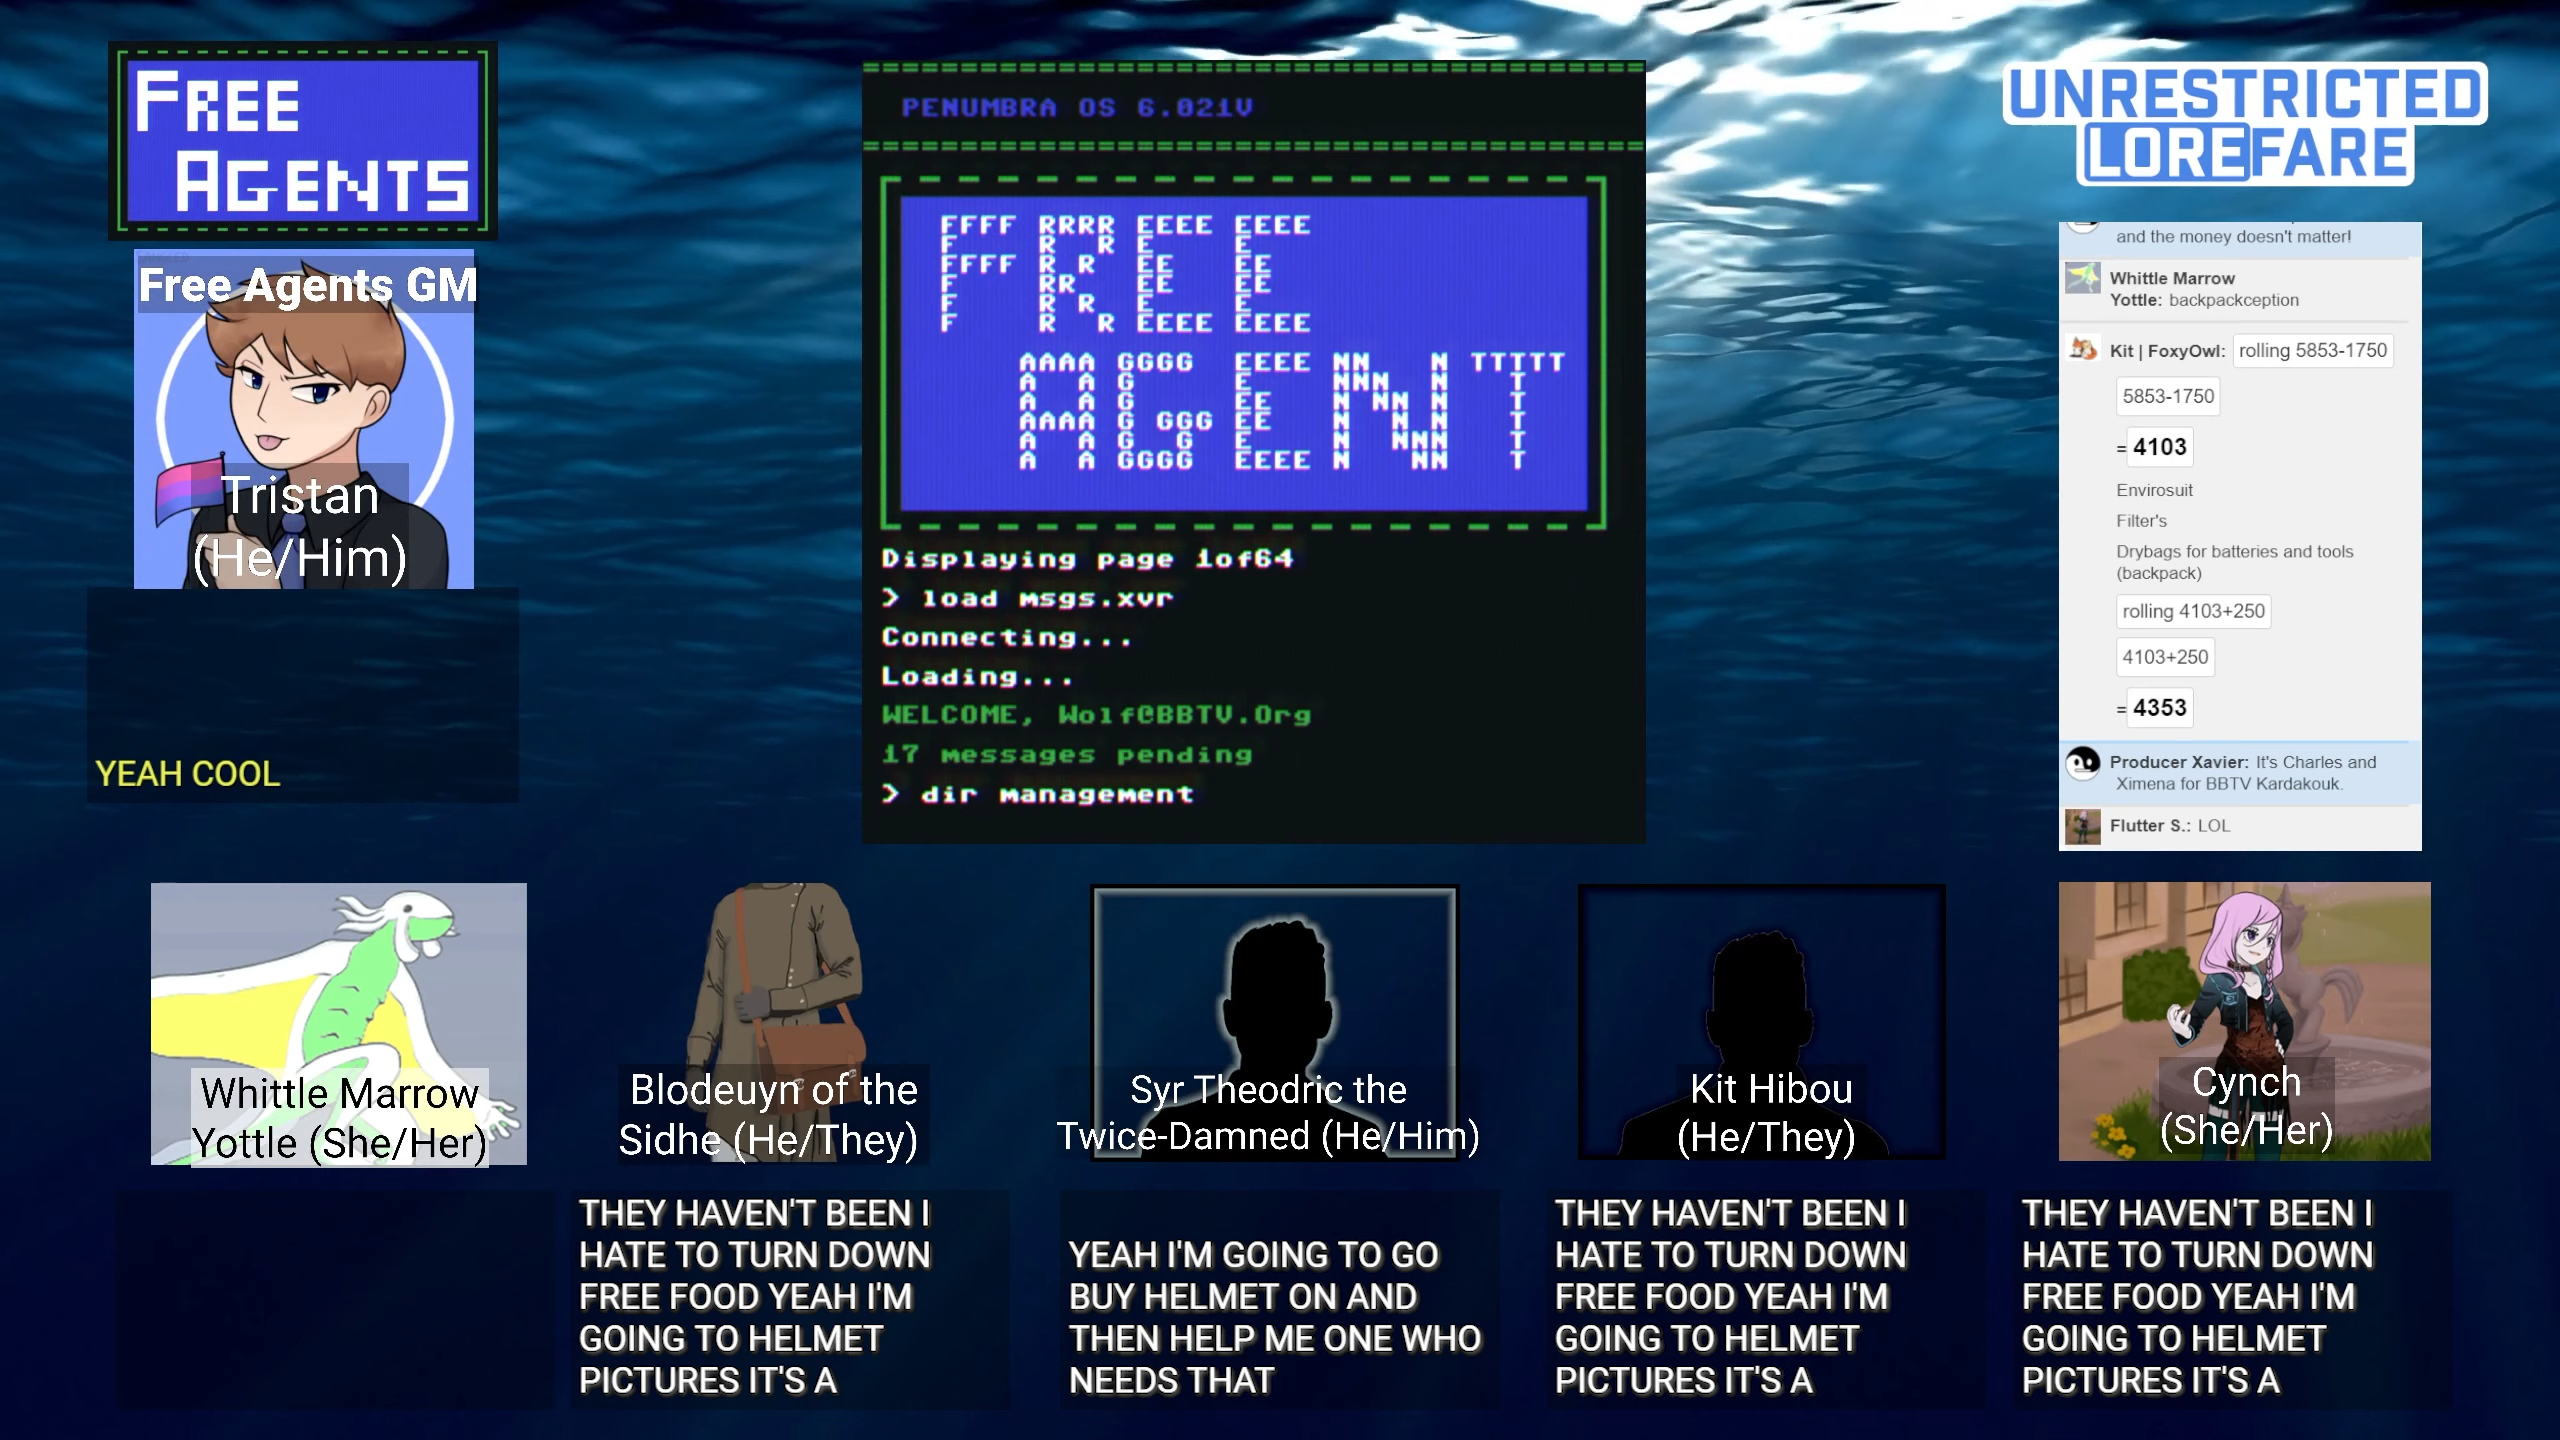 FREE
AGENTS
Free Agents GM
Tristan
(He/Him)
YEAH COOL
PENUMBRA OS 6.021V
FREE
AGENT
Displaying page 1of64
> load msgs.xvr
Connecting...
Loading...
WELCOME, Wolf@BBTV.Org
17 messages pending
> dir management
UNRESTRICTED
LOREFARE
and the money doesn't matter!
Whittle Marrow
Yottle: backpackception
Kit | FoxyOwl: rolling 5853-1750
5853-1750
=4103
Envirosuit
Filter's
Drybags for batteries and tools
(backpack)
rolling 4103+250
4103+250
=4353
Producer Xavier: It's Charles and
Ximena for BBTV Kardakouk.
Flutter S.: LOL
Whittle Marrow
Yottle (She/Her)
Blodeuyn of the
Sidhe (He/They)
Syr Theodric the
Twice-Damned (He/Him)
Kit Hibou
(He/They)
Cynch
(She/Her)
THEY HAVEN'T BEEN I
HATE TO TURN DOWN
FREE FOOD YEAH I'M
GOING TO HELMET
PICTURES IT'S A
YEAH I'M GOING TO GO
BUY HELMET ON AND
THEN HELP ME ONE WHO
NEEDS THAT
THEY HAVEN'T BEEN I
HATE TO TURN DOWN
FREE FOOD YEAH I'M
GOING TO HELMET
PICTURES IT'S A
THEY HAVEN'T BEEN I
HATE TO TURN DOWN
FREE FOOD YEAH I'M
GOING TO HELMET
PICTURES IT'S A